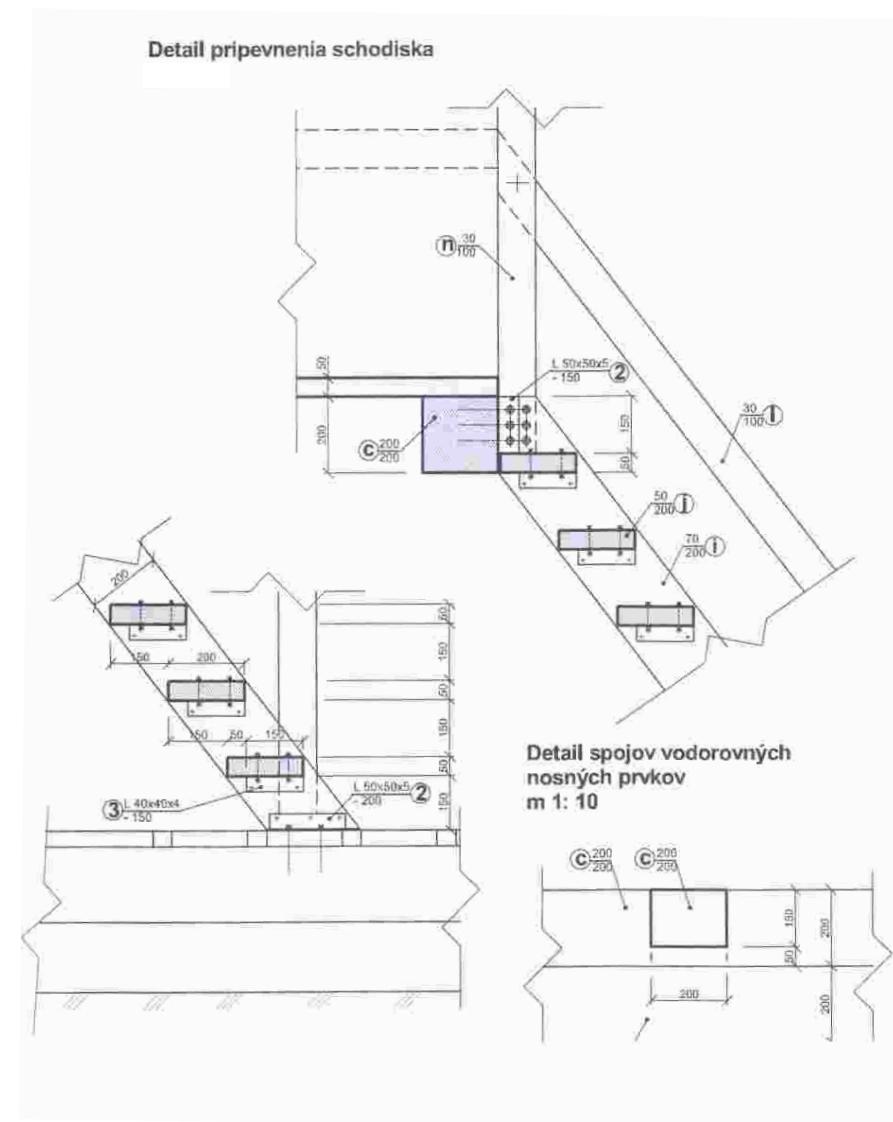 Detail pripevnenia schodiska
n 30
100
L 50x50x5 2
- 150
50
200
c 200
200
150
50
30 l
100
50 j
200
70 i
200
200
50
150
50
150
50
150
150 200
150 50 150
3 L 40x40x4
- 150
L 50x50x5 2
- 200
Detail spojov vodorovných
nosných prvkov
m 1: 10
c 200
200
c 200
200
150
50
200
200
200